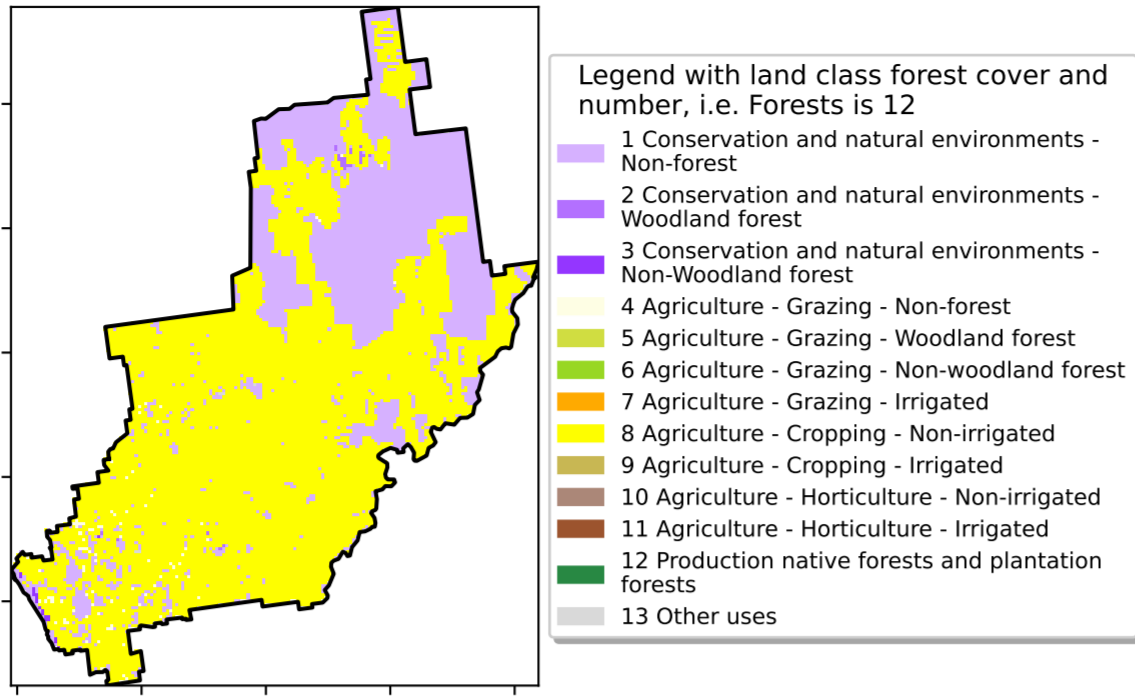 Legend with land class forest cover and
number, i.e. Forests is 12
1 Conservation and natural environments -
Non-forest
2 Conservation and natural environments -
Woodland forest
3 Conservation and natural environments -
Non-Woodland forest
4 Agriculture - Grazing - Non-forest
5 Agriculture - Grazing - Woodland forest
6 Agriculture - Grazing - Non-woodland forest
7 Agriculture - Grazing - Irrigated
8 Agriculture - Cropping - Non-irrigated
9 Agriculture - Cropping - Irrigated
10 Agriculture - Horticulture - Non-irrigated
11 Agriculture - Horticulture - Irrigated
12 Production native forests and plantation
forests
13 Other uses